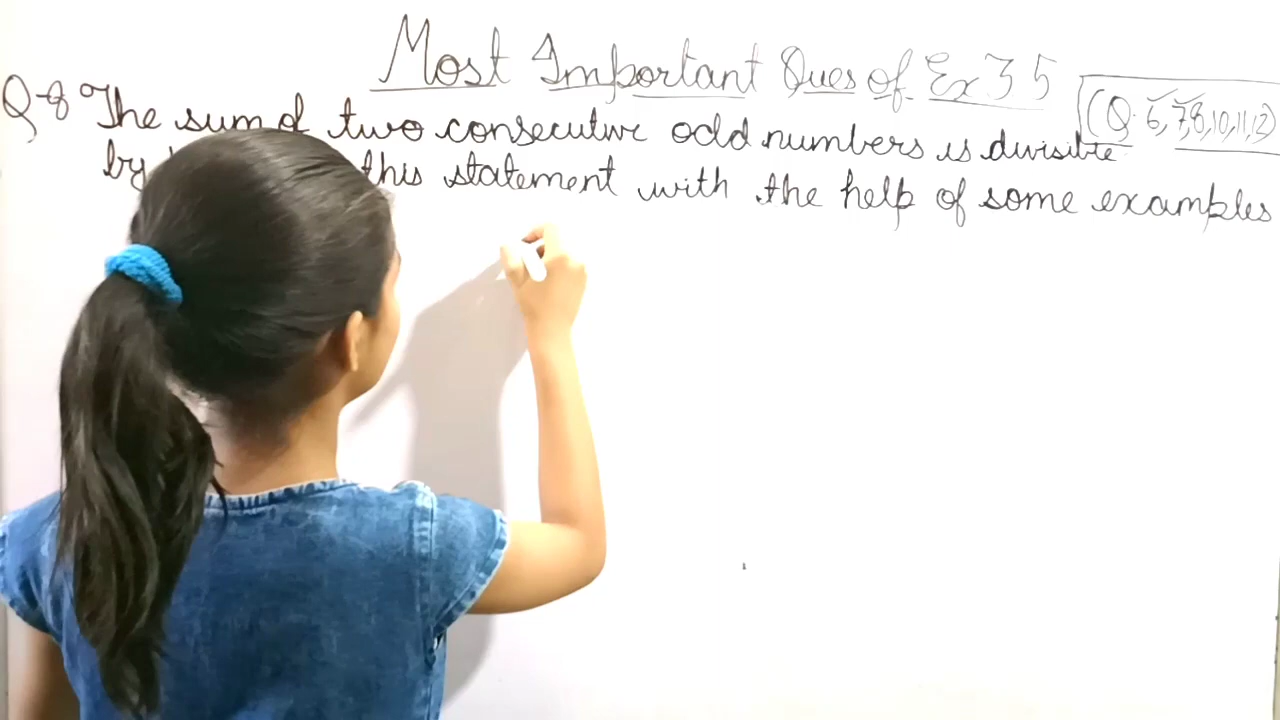 Most Important Ques of Ex 3 5
(Q. 6, 7, 8, 10, 11, 12)
Q-8 The sum of two consecutive odd numbers is divisible
by this statement with the help of some examples